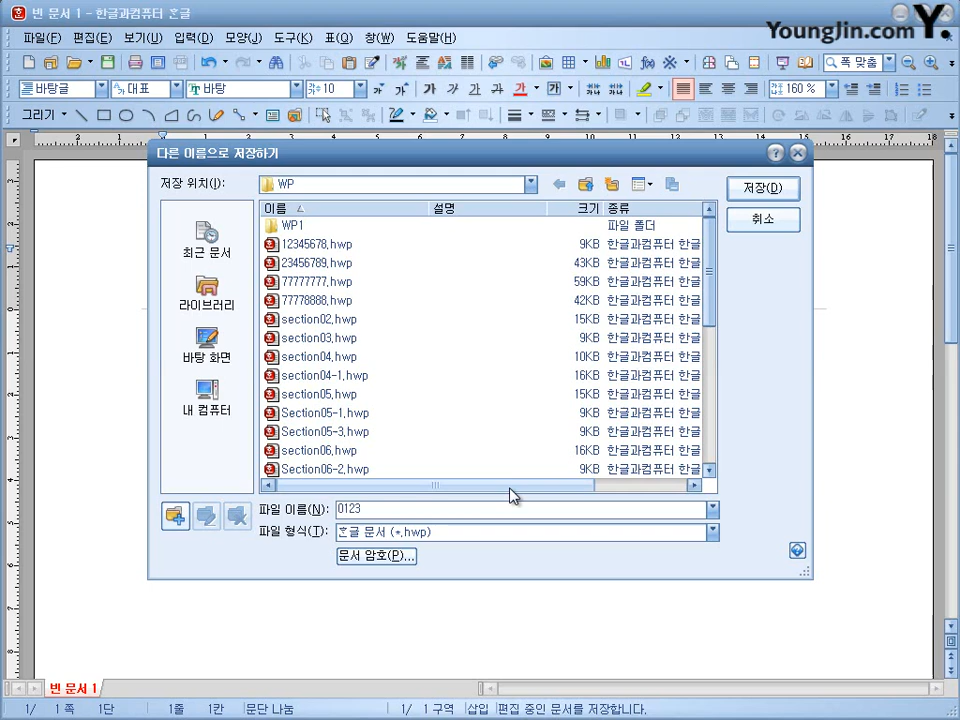 빈 문서 1 - 한글과컴퓨터 흔글
YoungJin.com Y.
파일(F) 편집(E) 보기(U) 입력(D) 모양(J) 도구(K) 표(Q) 창(W) 도움말(H)
폭 맞춤
바탕글 대표 바탕 10 가 가 가 가 가 가 160 %
그리기
다른 이름으로 저장하기
저장 위치(I): WP 저장(D)
취소
이름 설명 크기 종류
WP1 파일 폴더
12345678.hwp 9KB 한글과컴퓨터 한글
23456789.hwp 43KB 한글과컴퓨터 한글
77777777.hwp 59KB 한글과컴퓨터 한글
77778888.hwp 42KB 한글과컴퓨터 한글
section02.hwp 15KB 한글과컴퓨터 한글
section03.hwp 9KB 한글과컴퓨터 한글
section04.hwp 10KB 한글과컴퓨터 한글
section04-1.hwp 16KB 한글과컴퓨터 한글
section05.hwp 15KB 한글과컴퓨터 한글
Section05-1.hwp 9KB 한글과컴퓨터 한글
Section05-3.hwp 9KB 한글과컴퓨터 한글
section06.hwp 16KB 한글과컴퓨터 한글
Section06-2.hwp 9KB 한글과컴퓨터 한글
최근 문서
라이브러리
바탕 화면
내 컴퓨터
파일 이름(N): 0123
파일 형식(T): 흔글 문서 (*.hwp)
문서 암호(P)...
빈 문서 1
1/ 1 쪽 1단 1줄 1칸 문단 나눔 1/ 1 구역 삽입 편집 중인 문서를 저장합니다.